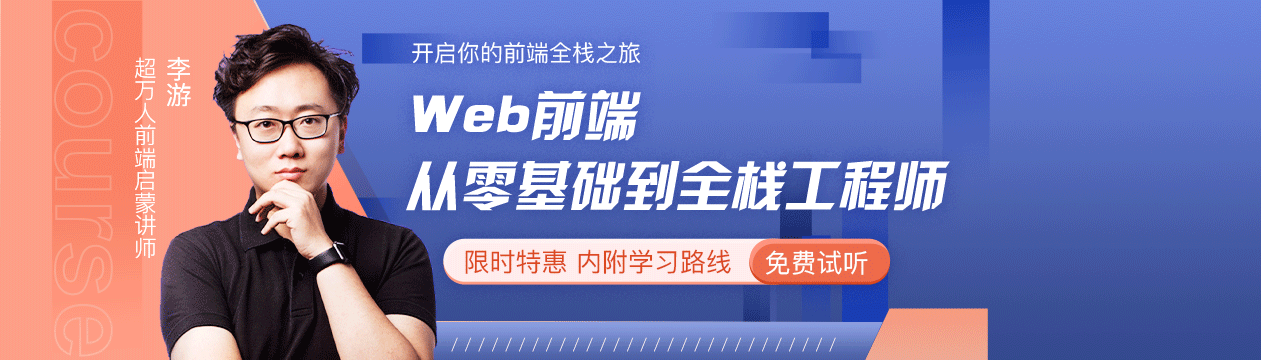 course
李游
超万人前端启蒙讲师
开启你的前端全栈之旅
Web前端
从零基础到全栈工程师
限时特惠 内附学习路线
免费试听